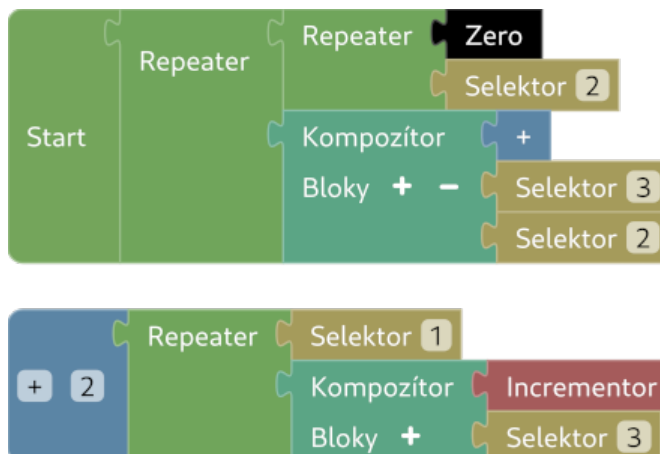 Repeater Zero
Repeater
Selektor 2
Start Kompozítor +
Bloky + − Selektor 3
Selektor 2
Repeater Selektor 1
+ 2 Kompozítor Incrementor
Bloky + Selektor 3